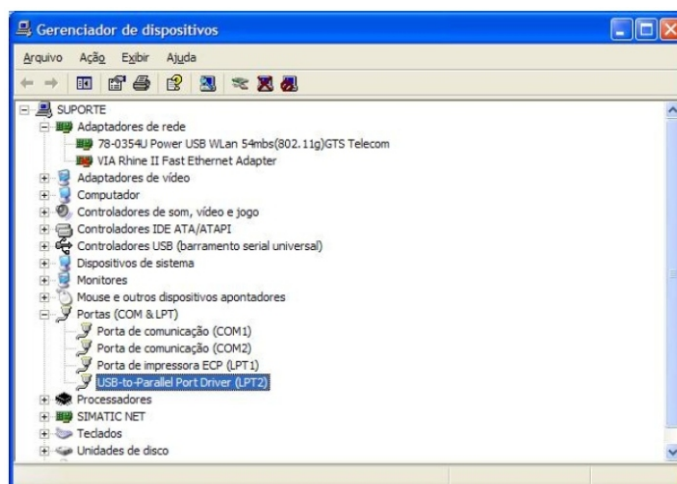 Gerenciador de dispositivos
Arquivo Ação Exibir Ajuda
SUPORTE
Adaptadores de rede
78-0354U Power USB WLan 54mbs(802.11g)GTS Telecom
VIA Rhine II Fast Ethernet Adapter
Adaptadores de vídeo
Computador
Controladores de som, vídeo e jogo
Controladores IDE ATA/ATAPI
Controladores USB (barramento serial universal)
Dispositivos de sistema
Monitores
Mouse e outros dispositivos apontadores
Portas (COM & LPT)
Porta de comunicação (COM1)
Porta de comunicação (COM2)
Porta de impressora ECP (LPT1)
USB-to-Parallel Port Driver (LPT2)
Processadores
SIMATIC NET
Teclados
Unidades de disco